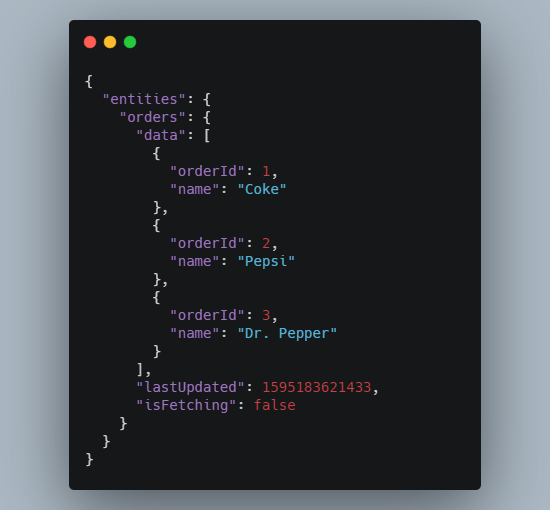 {
  "entities": {
    "orders": {
      "data": [
        {
          "orderId": 1,
          "name": "Coke"
        },
        {
          "orderId": 2,
          "name": "Pepsi"
        },
        {
          "orderId": 3,
          "name": "Dr. Pepper"
        }
      ],
      "lastUpdated": 1595183621433,
      "isFetching": false
    }
  }
}